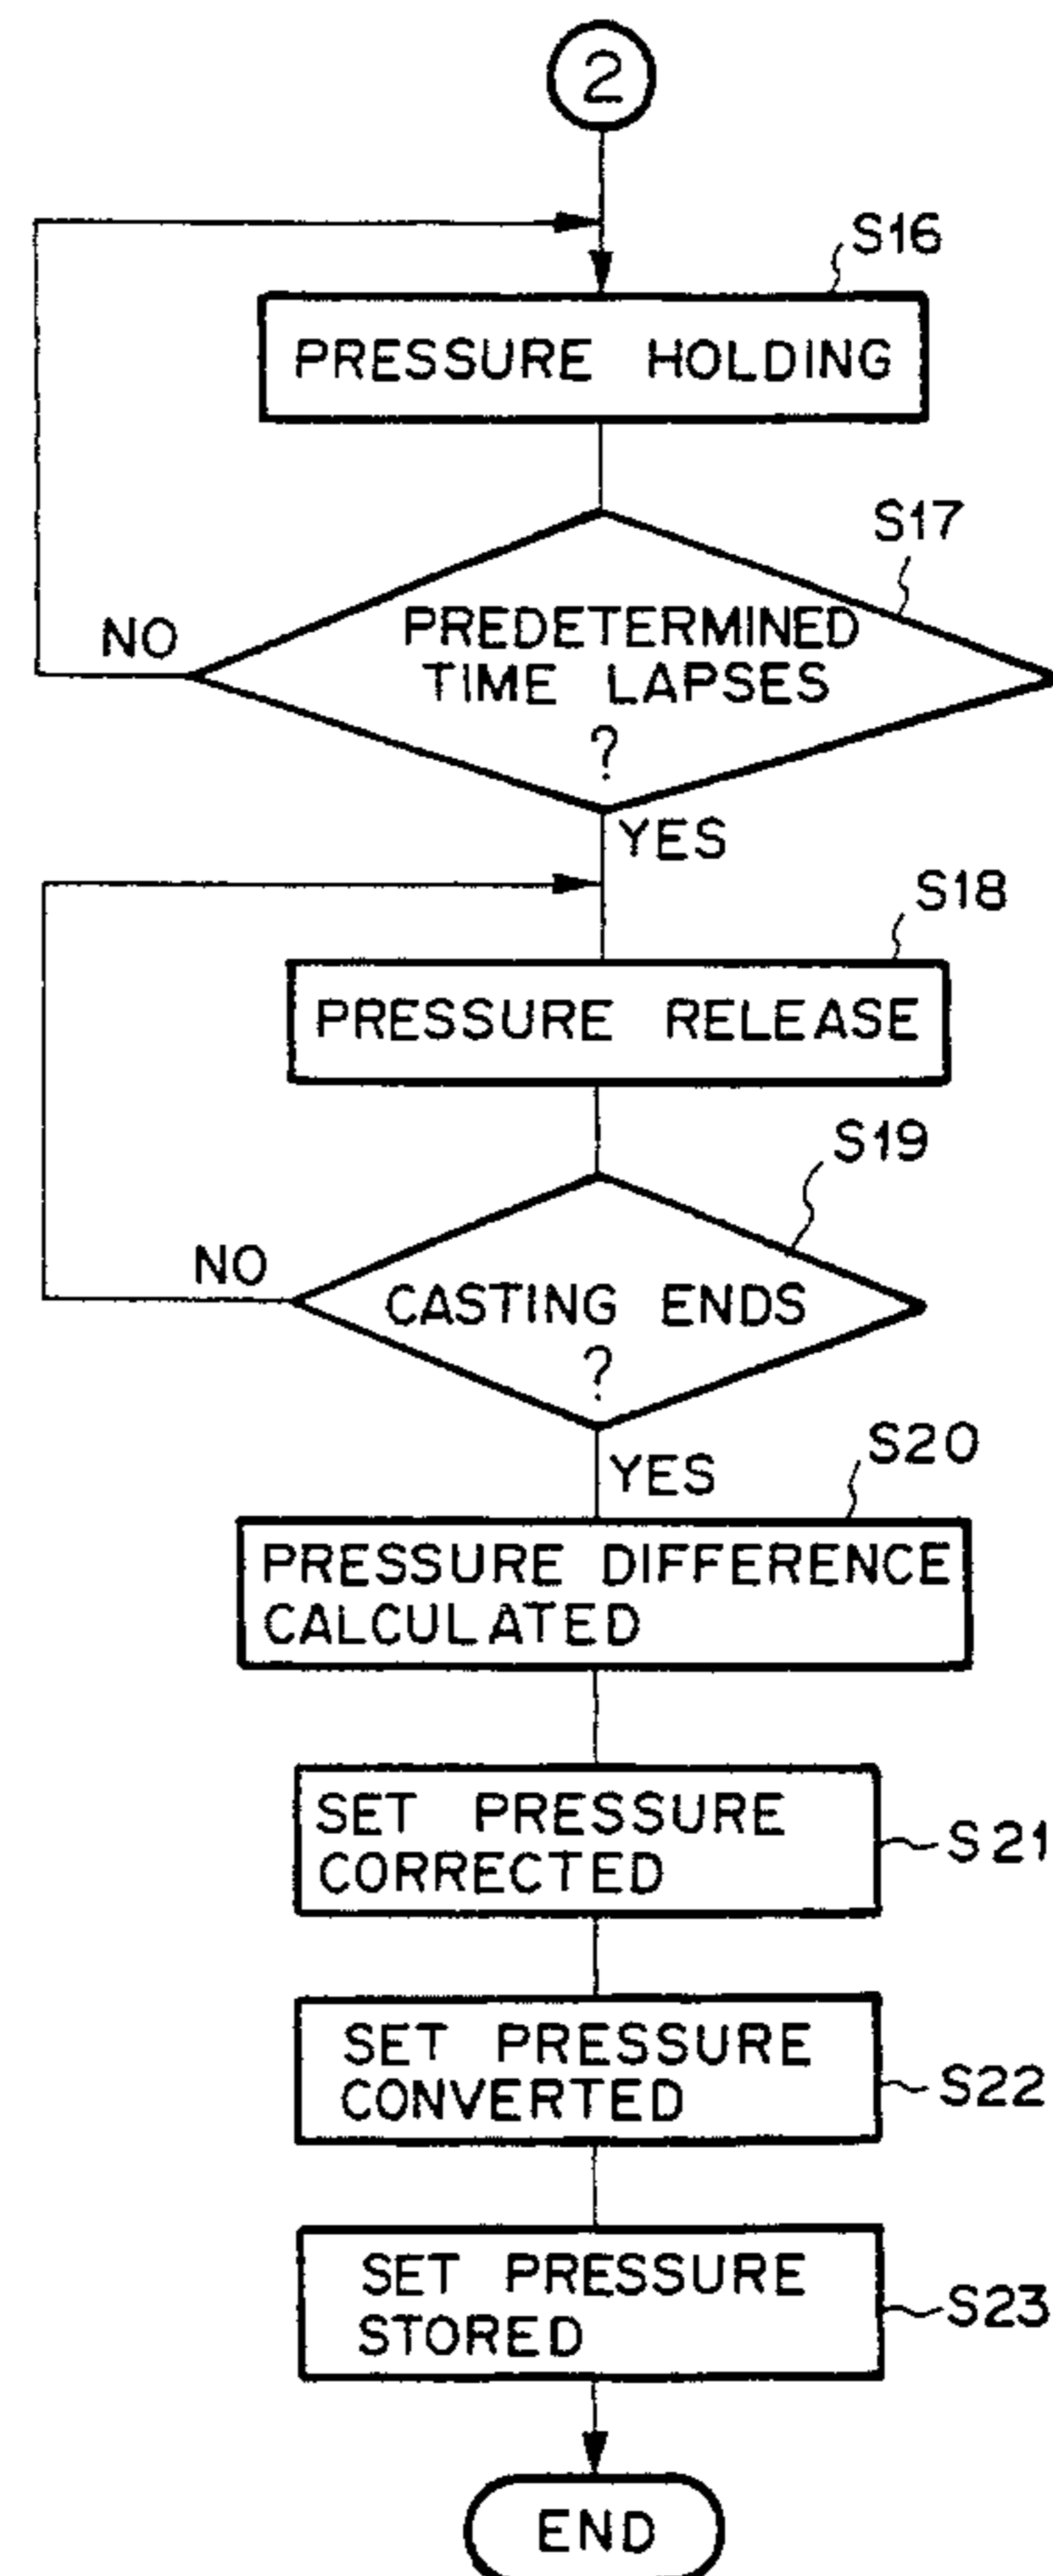 2
S16
PRESSURE HOLDING
S17
PREDETERMINED
TIME LAPSES
?
NO
YES
S18
PRESSURE RELEASE
S19
NO
CASTING ENDS
?
YES
S20
PRESSURE DIFFERENCE
CALCULATED
SET PRESSURE
CORRECTED
S21
SET PRESSURE
CONVERTED
S22
SET PRESSURE
STORED
S23
END